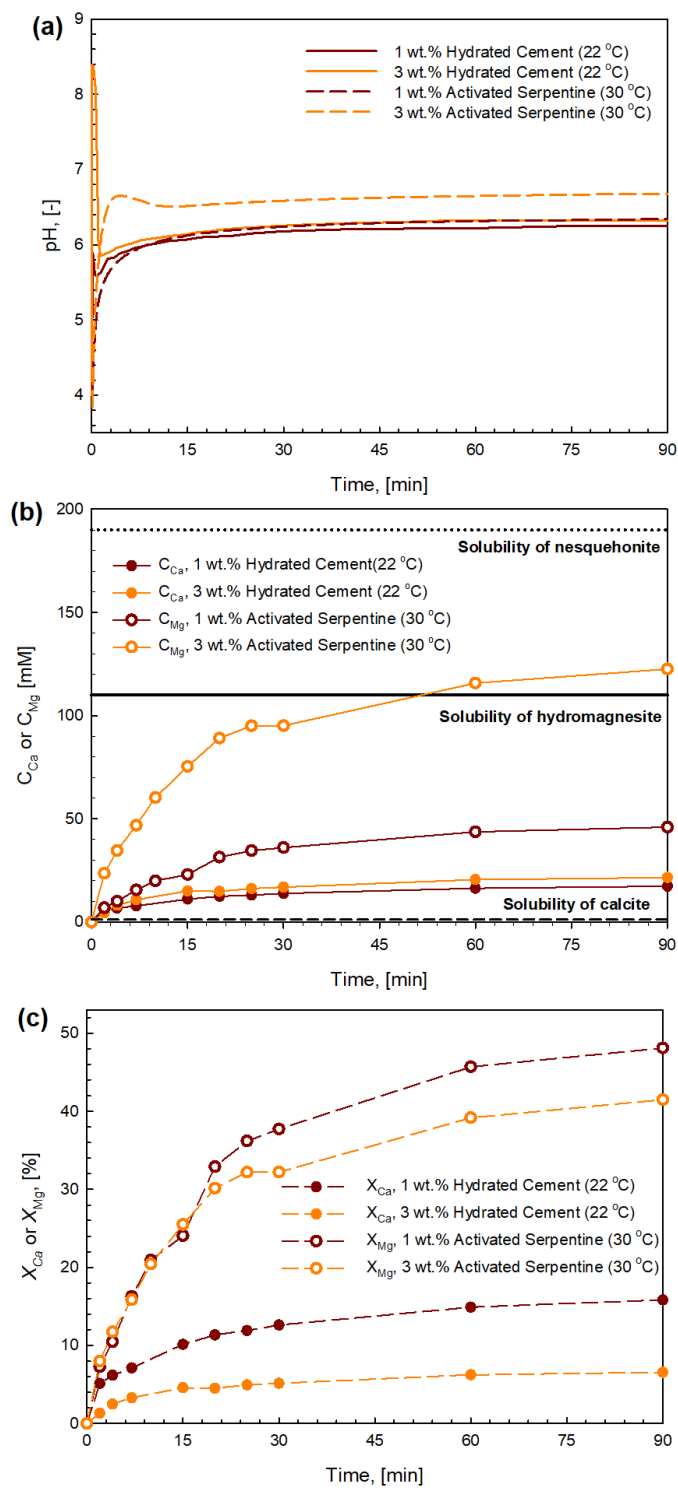 (a)
9
8
7
6
5
4
pH, [-]
1 wt.% Hydrated Cement (22 °C)
3 wt.% Hydrated Cement (22 °C)
1 wt.% Activated Serpentine (30 °C)
3 wt.% Activated Serpentine (30 °C)
0 15 30 45 60 75 90
Time, [min]
(b)
200
150
100
50
0
C_Ca or C_Mg [mM]
Solubility of nesquehonite
C_Ca, 1 wt.% Hydrated Cement(22 °C)
C_Ca, 3 wt.% Hydrated Cement (22 °C)
C_Mg, 1 wt.% Activated Serpentine (30 °C)
C_Mg, 3 wt.% Activated Serpentine (30 °C)
Solubility of hydromagnesite
Solubility of calcite
0 15 30 45 60 75 90
Time, [min]
(c)
50
40
30
20
10
0
X_Ca or X_Mg, [%]
X_Ca, 1 wt.% Hydrated Cement (22 °C)
X_Ca, 3 wt.% Hydrated Cement (22 °C)
X_Mg, 1 wt.% Activated Serpentine (30 °C)
X_Mg, 3 wt.% Activated Serpentine (30 °C)
0 15 30 45 60 75 90
Time, [min]